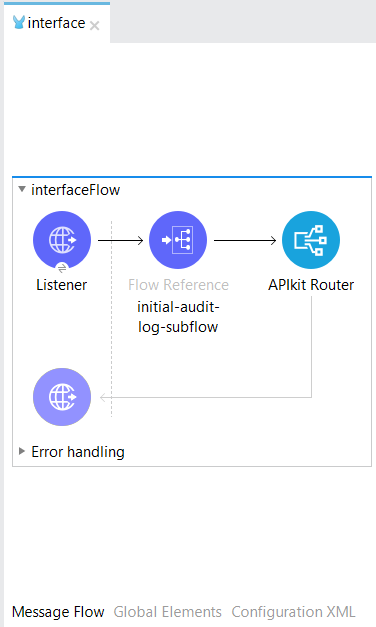 interface
interfaceFlow
Listener
Flow Reference
initial-audit-
log-subflow
APIkit Router
Error handling
Message Flow Global Elements Configuration XML